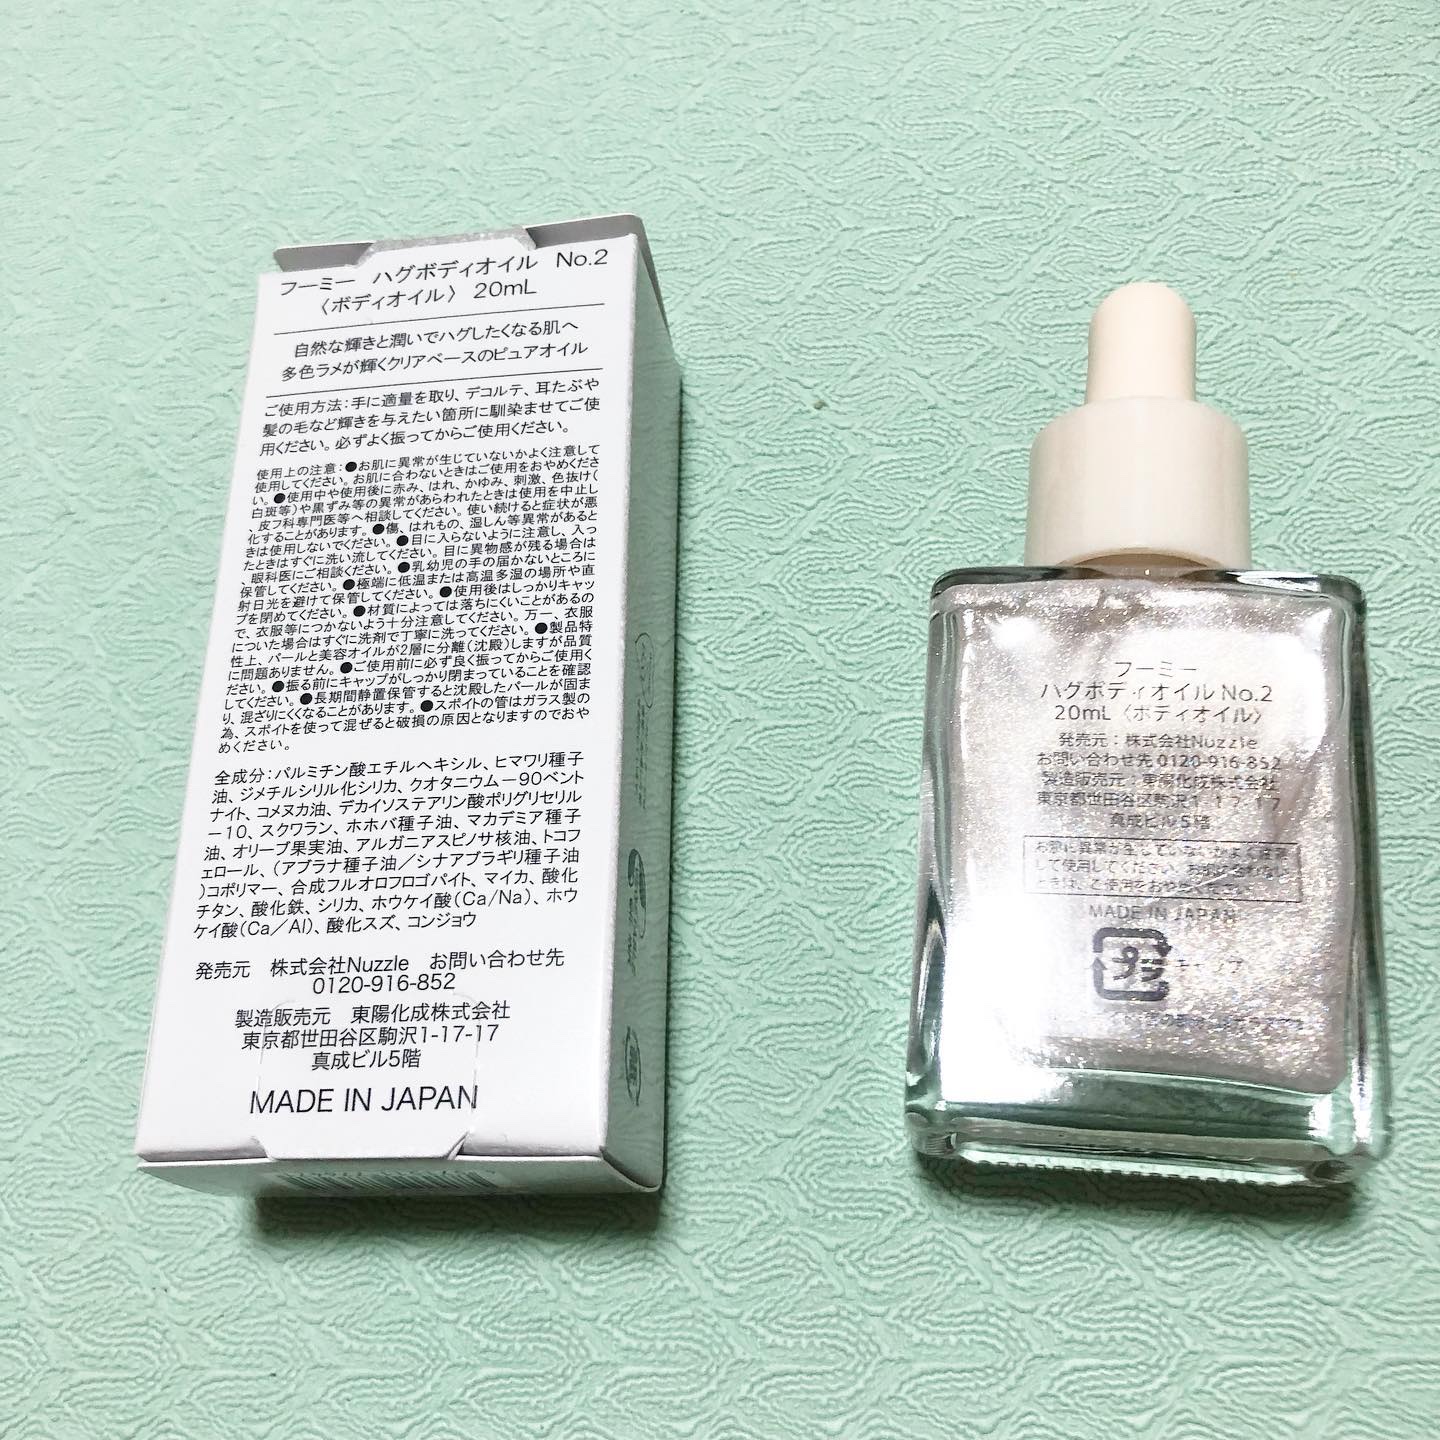 フーミー ハグボディオイル No.2
〈ボディオイル〉 20mL
自然な輝きと潤いでハグしたくなる肌へ
多色ラメが輝くクリアベースのピュアオイル
ご使用方法：手に適量を取り、デコルテ、耳たぶや
髪の毛など輝きを与えたい箇所に馴染ませてご使
用ください。必ずよく振ってからご使用ください。
使用上の注意：●お肌に異常が生じていないかよく注意して
使用してください。お肌に合わないときはご使用をおやめくださ
い。●使用中や使用後に赤み、はれ、かゆみ、刺激、色抜け(
白斑等)や黒ずみ等の異常があらわれたときは使用を中止し
、皮フ科専門医等へ相談してください。使い続けると症状が悪
化することがあります。●傷、はれもの、湿しん等異常があると
きは使用しないでください。●目に入らないように注意し、入っ
たときはすぐに洗い流してください。目に異物感が残る場合は
、眼科医にご相談ください。●乳幼児の手の届かないところに
保管してください。●極端に低温または高温多湿の場所や直
射日光を避けて保管してください。●使用後はしっかりキャッ
プを閉めてください。●材質によっては落ちにくいことがあるの
で、衣服等につかないよう十分注意してください。万一、衣服
についた場合はすぐに洗剤で丁寧に洗ってください。●製品特
性上、パールと美容オイルが2層に分離(沈殿)しますが品質
に問題ありません。●ご使用前に必ず良く振ってからご使用く
ださい。●振る前にキャップがしっかり閉まっていることを確認
してください。●長期間静置保管すると沈殿したパールが固ま
り、混ざりにくくなることがあります。●スポイトの管はガラス製の
為、スポイトを使って混ぜると破損の原因となりますのでおや
めください。
全成分：パルミチン酸エチルヘキシル、ヒマワリ種子
油、ジメチルシリル化シリカ、クオタニウム－90ベント
ナイト、コメヌカ油、デカイソステアリン酸ポリグリセリル
－10、スクワラン、ホホバ種子油、マカデミア種子
油、オリーブ果実油、アルガニアスピノサ核油、トコフ
ェロール、(アブラナ種子油／シナアブラギリ種子油
)コポリマー、合成フルオロフロゴパイト、マイカ、酸化
チタン、酸化鉄、シリカ、ホウケイ酸(Ca/Na)、ホウ
ケイ酸(Ca／Al)、酸化スズ、コンジョウ
発売元 株式会社Nuzzle お問い合わせ先
0120-916-852
製造販売元 東陽化成株式会社
東京都世田谷区駒沢1-17-17
真成ビル5階
MADE IN JAPAN
フーミー
ハグボディオイル No.2
20mL〈ボディオイル〉
発売元：株式会社Nuzzle
お問い合わせ先 0120-916-852
製造販売元：東陽化成株式会社
東京都世田谷区駒沢1-17-17
真成ビル5階
お肌に異常が生じていないかよく注意
して使用してください。お肌に合わない
ときは、ご使用をおやめください。
MADE IN JAPAN
プラ キャップ